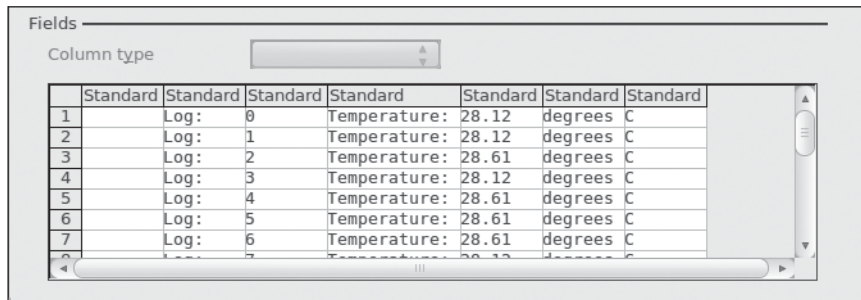 Fields
Column type
Standard Standard Standard Standard Standard Standard Standard
1 Log: 0 Temperature: 28.12 degrees C
2 Log: 1 Temperature: 28.12 degrees C
3 Log: 2 Temperature: 28.61 degrees C
4 Log: 3 Temperature: 28.12 degrees C
5 Log: 4 Temperature: 28.61 degrees C
6 Log: 5 Temperature: 28.61 degrees C
7 Log: 6 Temperature: 28.61 degrees C